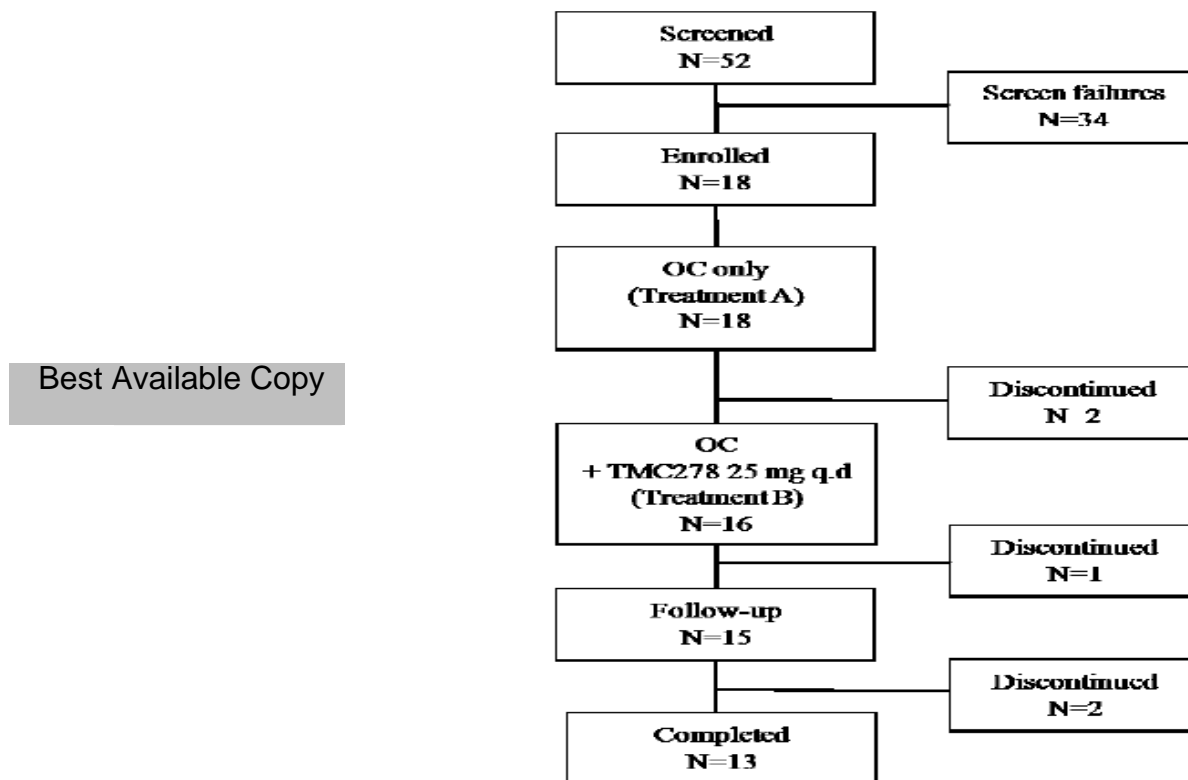 Screened
N=52
Screen failures
N=34
Enrolled
N=18
OC only
(Treatment A)
N=18
Best Available Copy
Discontinued
N 2
OC
+ TMC278 25 mg q.d
(Treatment B)
N=16
Discontinued
N=1
Follow-up
N=15
Discontinued
N=2
Completed
N=13